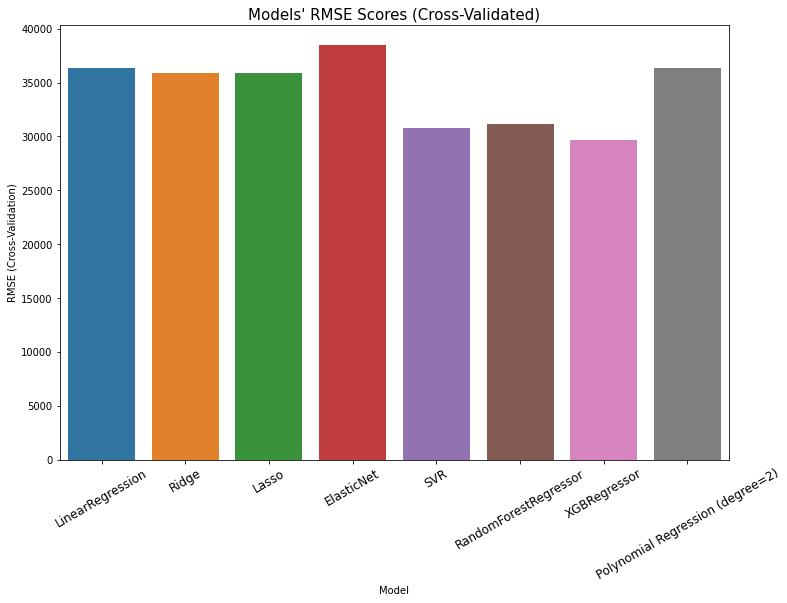 Models' RMSE Scores (Cross-Validated)
RMSE (Cross-Validation)
40000
35000
30000
25000
20000
15000
10000
5000
0
LinearRegression
Ridge
Lasso
ElasticNet
SVR
RandomForestRegressor
XGBRegressor
Polynomial Regression (degree=2)
Model